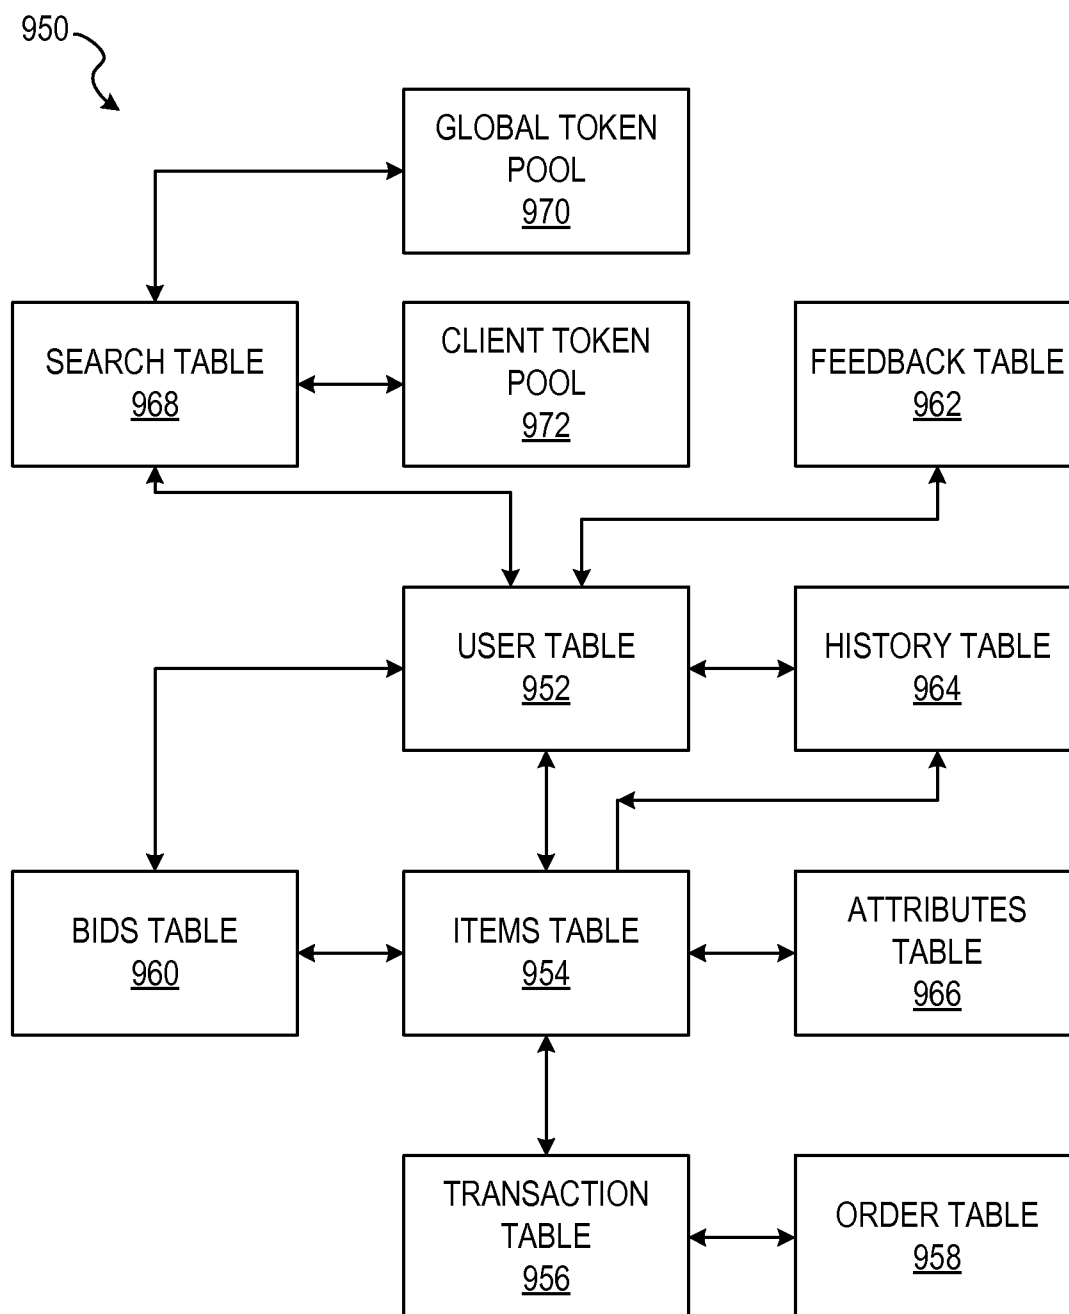 950
GLOBAL TOKEN
POOL
970
SEARCH TABLE
968
CLIENT TOKEN
POOL
972
FEEDBACK TABLE
962
USER TABLE
952
HISTORY TABLE
964
BIDS TABLE
960
ITEMS TABLE
954
ATTRIBUTES
TABLE
966
TRANSACTION
TABLE
956
ORDER TABLE
958